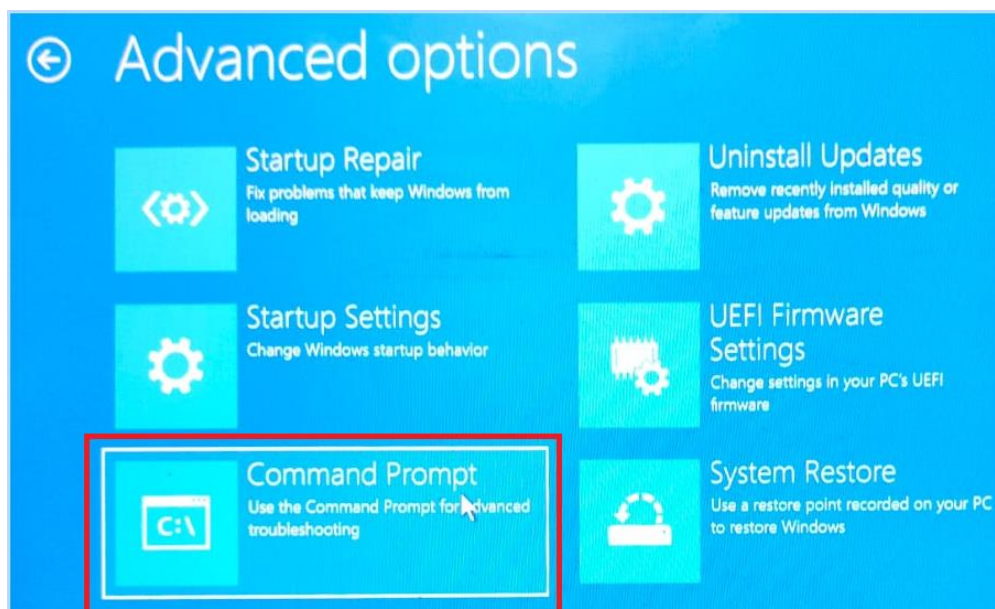 Advanced options
Startup Repair
Fix problems that keep Windows from
loading
Uninstall Updates
Remove recently installed quality or
feature updates from Windows
Startup Settings
Change Windows startup behavior
UEFI Firmware
Settings
Change settings in your PC's UEFI
firmware
C:\
Command Prompt
Use the Command Prompt for advanced
troubleshooting
System Restore
Use a restore point recorded on your PC
to restore Windows